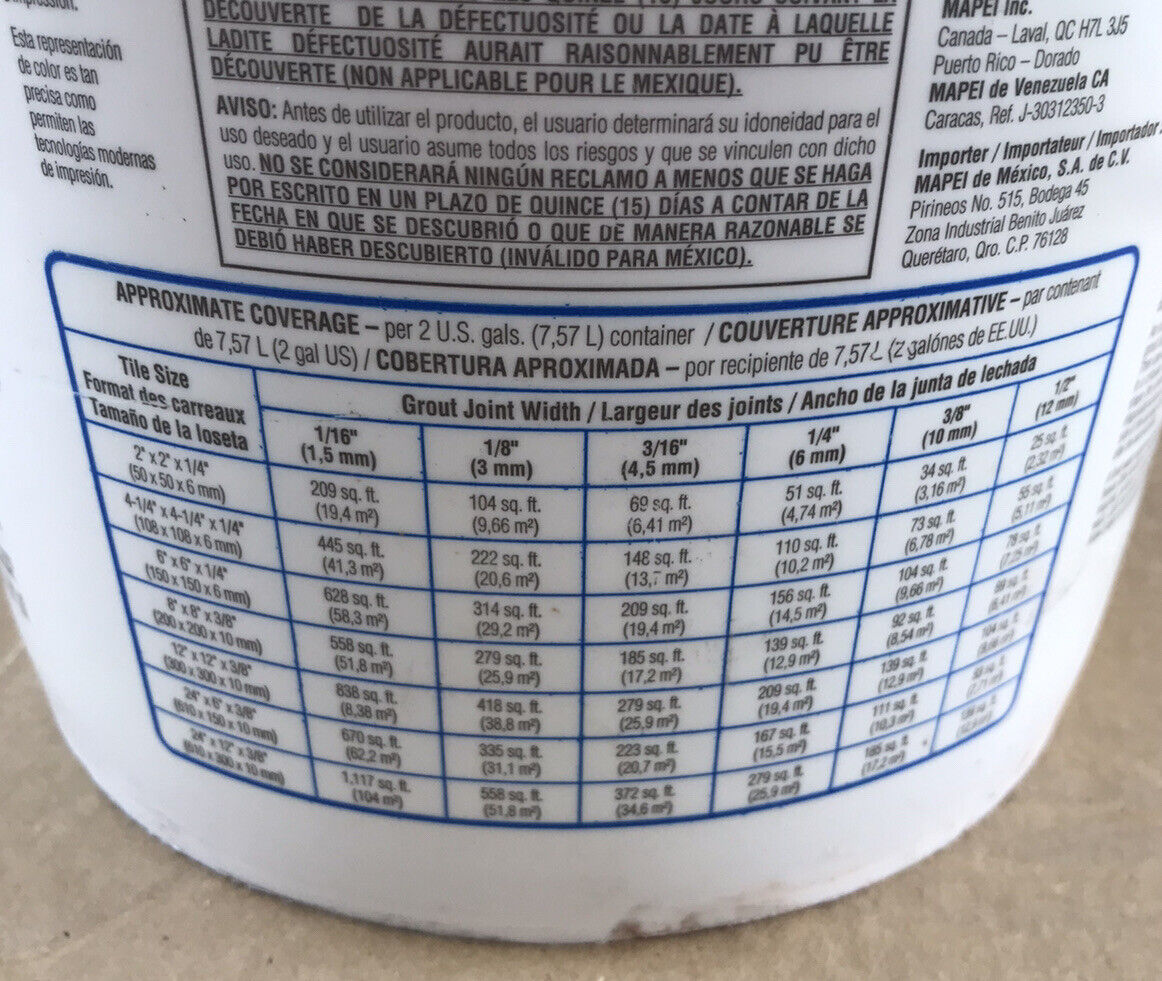 Esta representación
de color es tan
precisa como
permiten las
tecnologías modernas
de impresión.
DÉCOUVERTE DE LA DÉFECTUOSITÉ OU LA DATE À LAQUELLE
LADITE DÉFECTUOSITÉ AURAIT RAISONNABLEMENT PU ÊTRE
DÉCOUVERTE (NON APPLICABLE POUR LE MEXIQUE).
AVISO: Antes de utilizar el producto, el usuario determinará su idoneidad para el
uso deseado y el usuario asume todos los riesgos y que se vinculen con dicho
uso. NO SE CONSIDERARÁ NINGÚN RECLAMO A MENOS QUE SE HAGA
POR ESCRITO EN UN PLAZO DE QUINCE (15) DÍAS A CONTAR DE LA
FECHA EN QUE SE DESCUBRIÓ O QUE DE MANERA RAZONABLE SE
DEBIÓ HABER DESCUBIERTO (INVÁLIDO PARA MÉXICO).
MAPEI Inc.
Canada – Laval, QC H7L 3J5
Puerto Rico – Dorado
MAPEI de Venezuela CA
Caracas, Ref. J-30312350-3
Importer / Importateur / Importador
MAPEI de México, S.A. de C.V.
Pirineos No. 515, Bodega 45
Zona Industrial Benito Juárez
Querétaro, Qro. C.P. 76128
APPROXIMATE COVERAGE – per 2 U.S. gals. (7,57 L) container / COUVERTURE APPROXIMATIVE – par contenant
de 7,57 L (2 gal US) / COBERTURA APROXIMADA – por recipiente de 7,57 L (2 galónes de EE.UU.)
Tile Size
Format des carreaux
Tamaño de la loseta
Grout Joint Width / Largeur des joints / Ancho de la junta de lechada
1/16" 1/8" 3/16" 1/4" 3/8" 1/2"
(1,5 mm) (3 mm) (4,5 mm) (6 mm) (10 mm) (12 mm)
2" x 2" x 1/4" 209 sq. ft. 104 sq. ft. 69 sq. ft. 51 sq. ft. 34 sq. ft. 25 sq. ft.
(50 x 50 x 6 mm) (19,4 m²) (9,66 m²) (6,41 m²) (4,74 m²) (3,16 m²) (2,32 m²)
4-1/4" x 4-1/4" x 1/4" 445 sq. ft. 222 sq. ft. 148 sq. ft. 110 sq. ft. 73 sq. ft. 55 sq. ft.
(108 x 108 x 6 mm) (41,3 m²) (20,6 m²) (13,7 m²) (10,2 m²) (6,78 m²) (5,11 m²)
6" x 6" x 1/4" 628 sq. ft. 314 sq. ft. 209 sq. ft. 156 sq. ft. 104 sq. ft. 78 sq. ft.
(150 x 150 x 6 mm) (58,3 m²) (29,2 m²) (19,4 m²) (14,5 m²) (9,66 m²) (7,25 m²)
8" x 8" x 3/8" 558 sq. ft. 279 sq. ft. 185 sq. ft. 139 sq. ft. 92 sq. ft.
(200 x 200 x 10 mm) (51,8 m²) (25,9 m²) (17,2 m²) (12,9 m²) (8,54 m²)
12" x 12" x 3/8" 838 sq. ft. 418 sq. ft. 279 sq. ft. 209 sq. ft. 139 sq. ft.
(300 x 300 x 10 mm) (8,38 m²) (38,8 m²) (25,9 m²) (19,4 m²) (12,9 m²)
24" x 6" x 3/8" 670 sq. ft. 335 sq. ft. 223 sq. ft. 167 sq. ft. 111 sq. ft.
(610 x 150 x 10 mm) (62,2 m²) (31,1 m²) (20,7 m²) (15,5 m²) (10,3 m²)
24" x 12" x 3/8" 1,117 sq. ft. 558 sq. ft. 372 sq. ft. 279 sq. ft. 185 sq. ft.
(610 x 300 x 10 mm) (104 m²) (51,8 m²) (34,6 m²) (25,9 m²) (17,2 m²)